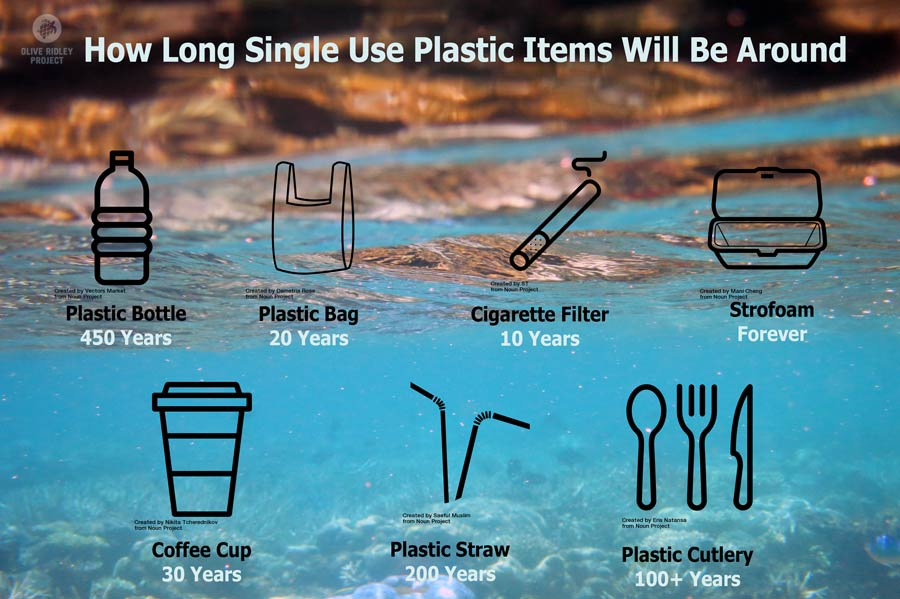 OLIVE RIDLEY
PROJECT
How Long Single Use Plastic Items Will Be Around
Created by Vectors Market
from Noun Project
Plastic Bottle
450 Years
Created by Demetria Rose
from Noun Project
Plastic Bag
20 Years
Created by ST
from Noun Project
Cigarette Filter
10 Years
Created by Mani Cheng
from Noun Project
Strofoam
Forever
Created by Nikita Tcherednikov
from Noun Project
Coffee Cup
30 Years
Created by Saeful Muslim
from Noun Project
Plastic Straw
200 Years
Created by Eris Natansa
from Noun Project
Plastic Cutlery
100+ Years